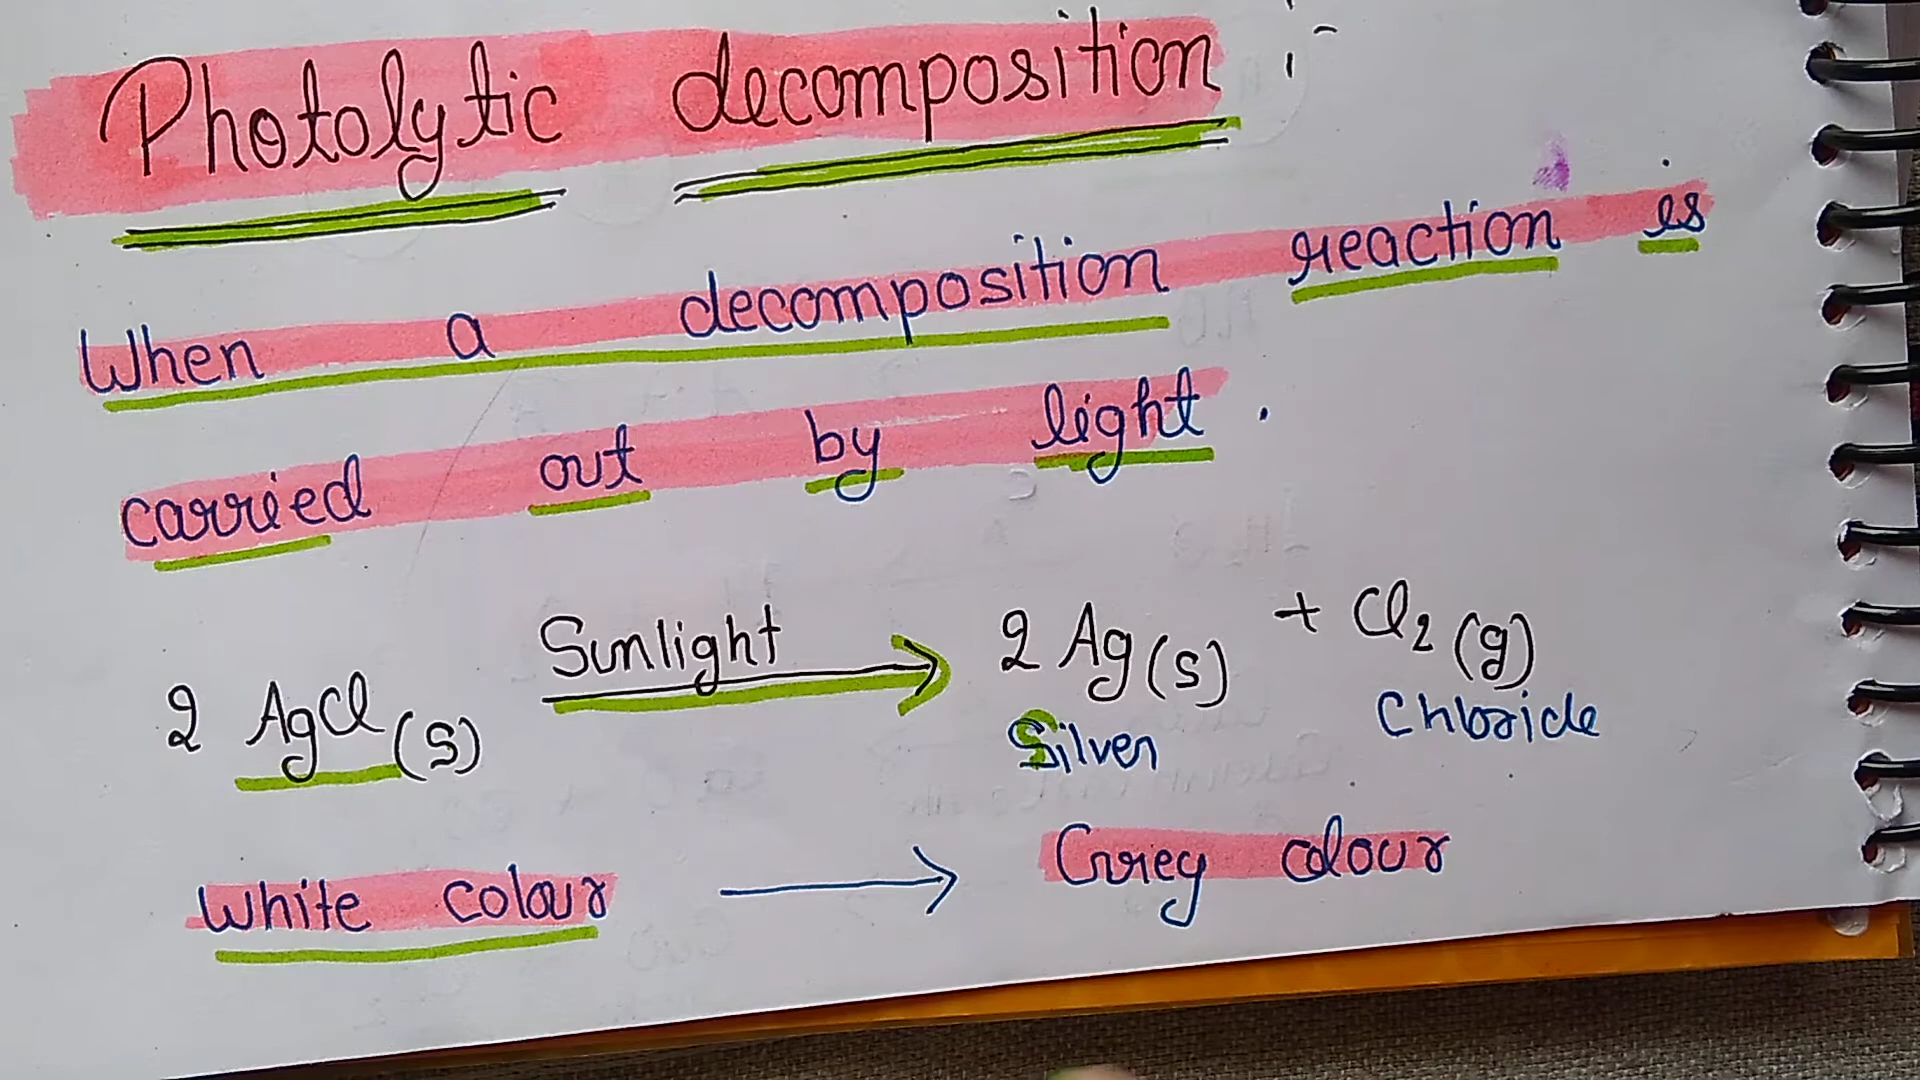 Photolytic decomposition :-
When a decomposition reaction is
carried out by light .
2 AgCl (s) Sunlight → 2 Ag (s) + Cl₂ (g)
Silver Chloride
White colour → Grey colour